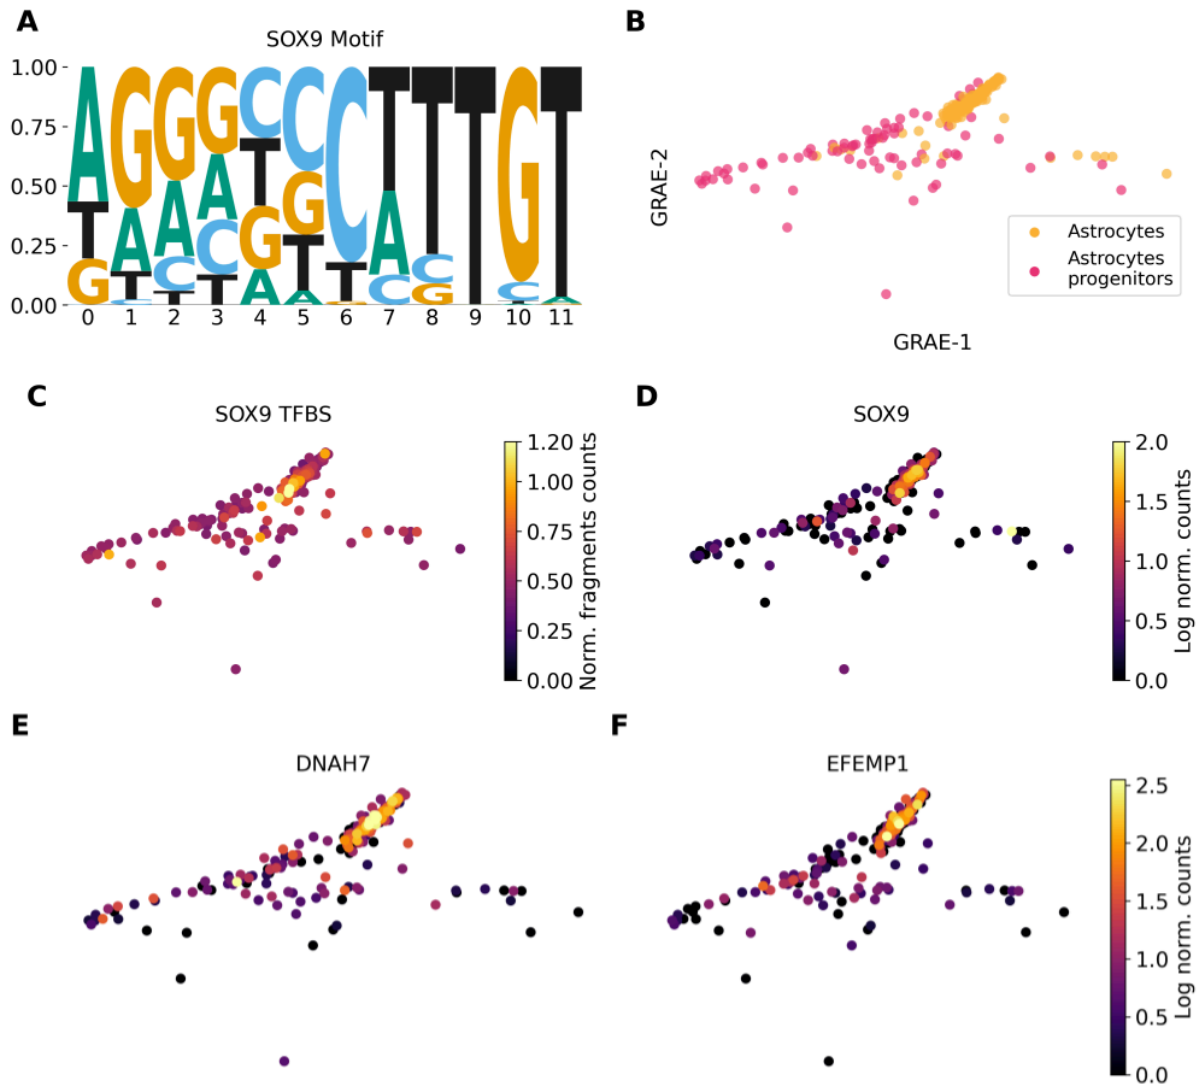 A
SOX9 Motif
1.00
0.75
0.50
0.25
0.00
A G G G C C C T T T G T
T A A A T G T A C C T
G T C C G T G C G T A
C T T A A
0 1 2 3 4 5 6 7 8 9 10 11
B
GRAE-2
Astrocytes
Astrocytes
progenitors
GRAE-1
C
SOX9 TFBS
1.20
1.00
0.75
0.50
0.25
0.00
Norm. fragments counts
D
SOX9
2.0
1.5
1.0
0.5
0.0
Log norm. counts
E
DNAH7
F
EFEMP1
2.5
2.0
1.5
1.0
0.5
0.0
Log norm. counts